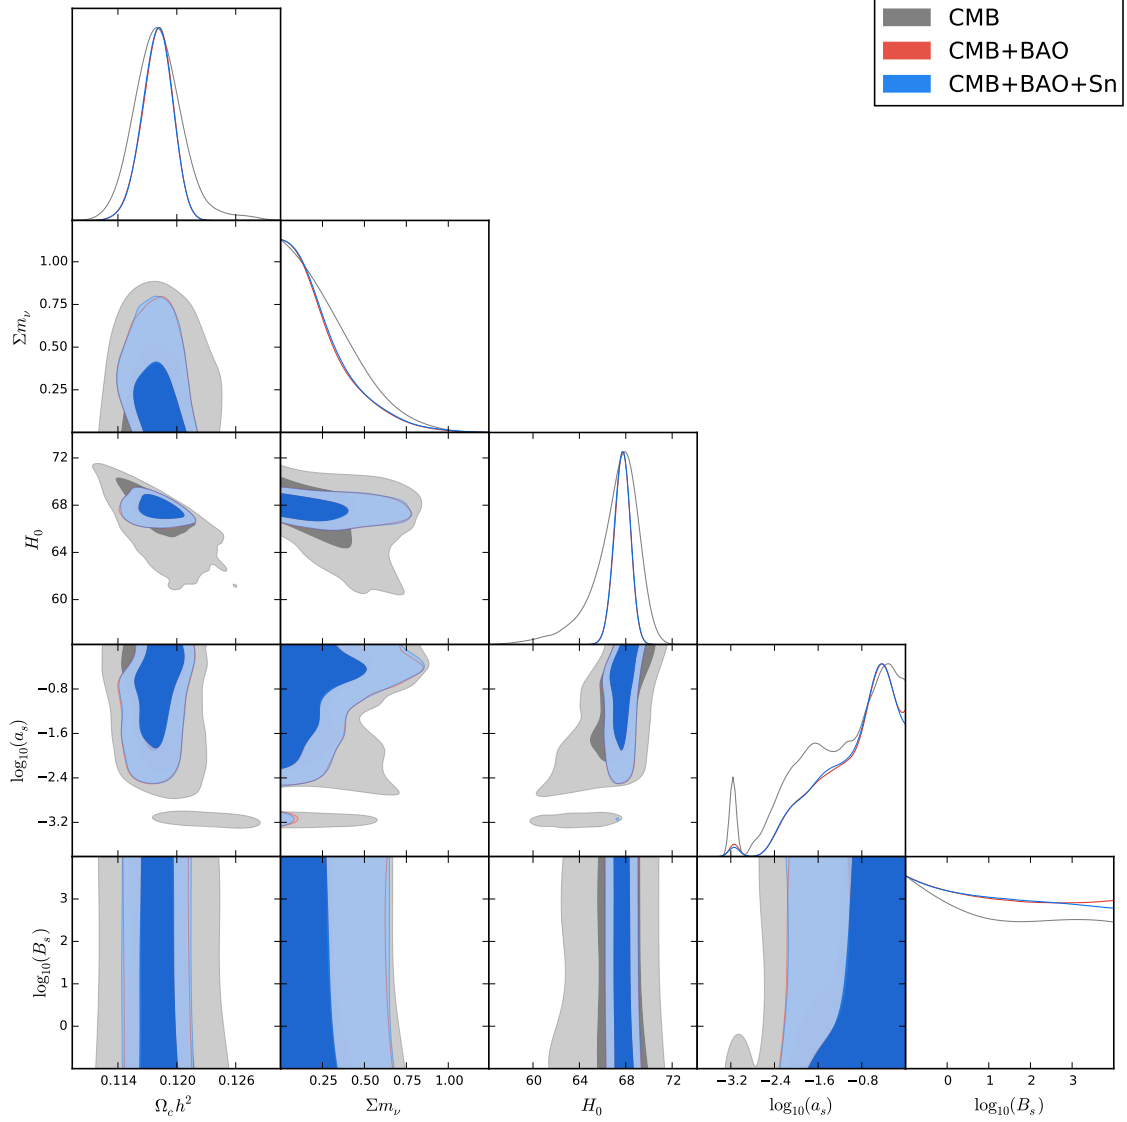 CMB
CMB+BAO
CMB+BAO+Sn
1.00
0.75
0.50
0.25
Σm_ν
72
68
64
60
H_0
−0.8
−1.6
−2.4
−3.2
log_10(a_s)
3
2
1
0
log_10(B_s)
0.114 0.120 0.126
0.25 0.50 0.75 1.00
60 64 68 72
−3.2 −2.4 −1.6 −0.8
0 1 2 3
Ω_c h^2
Σm_ν
H_0
log_10(a_s)
log_10(B_s)